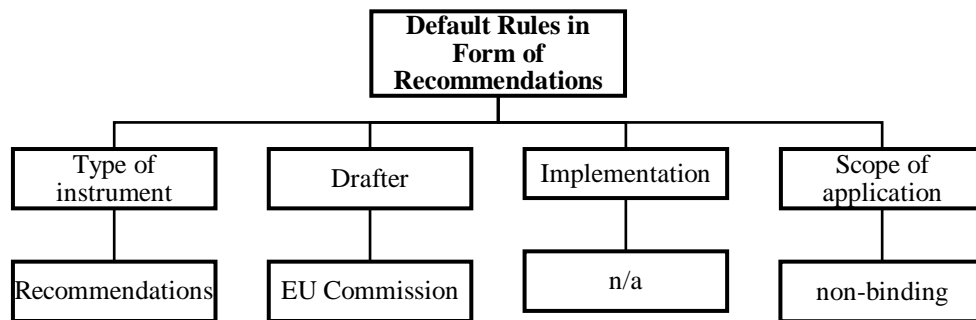 Default Rules in
Form of
Recommendations
Type of
instrument
Drafter
Implementation
Scope of
application
Recommendations
EU Commission
n/a
non-binding